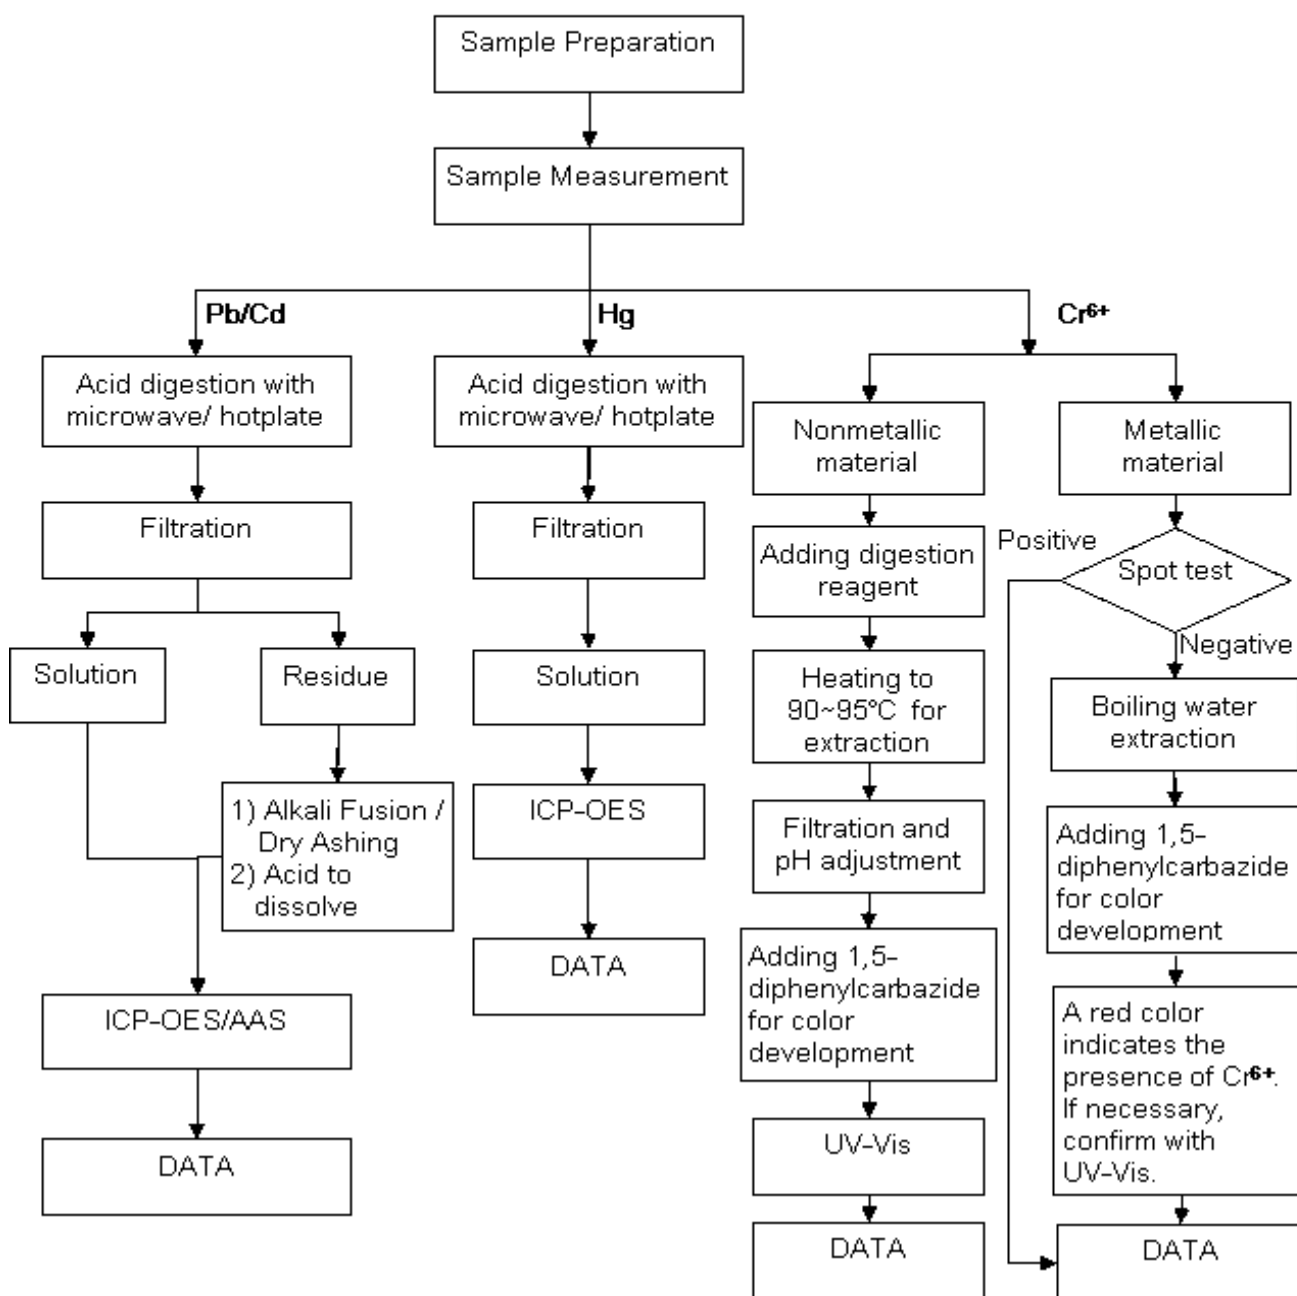 Sample Preparation
Sample Measurement
Pb/Cd
Hg
Cr⁶⁺
Acid digestion with
microwave/ hotplate
Filtration
Solution
Residue
1) Alkali Fusion /
Dry Ashing
2) Acid to
dissolve
ICP-OES/AAS
DATA
Acid digestion with
microwave/ hotplate
Filtration
Solution
ICP-OES
DATA
Nonmetallic
material
Adding digestion
reagent
Heating to
90~95°C for
extraction
Filtration and
pH adjustment
Adding 1,5-
diphenylcarbazide
for color
development
UV-Vis
DATA
Metallic
material
Positive
Spot test
Negative
Boiling water
extraction
Adding 1,5-
diphenylcarbazide
for color
development
A red color
indicates the
presence of Cr⁶⁺.
If necessary,
confirm with
UV-Vis.
DATA